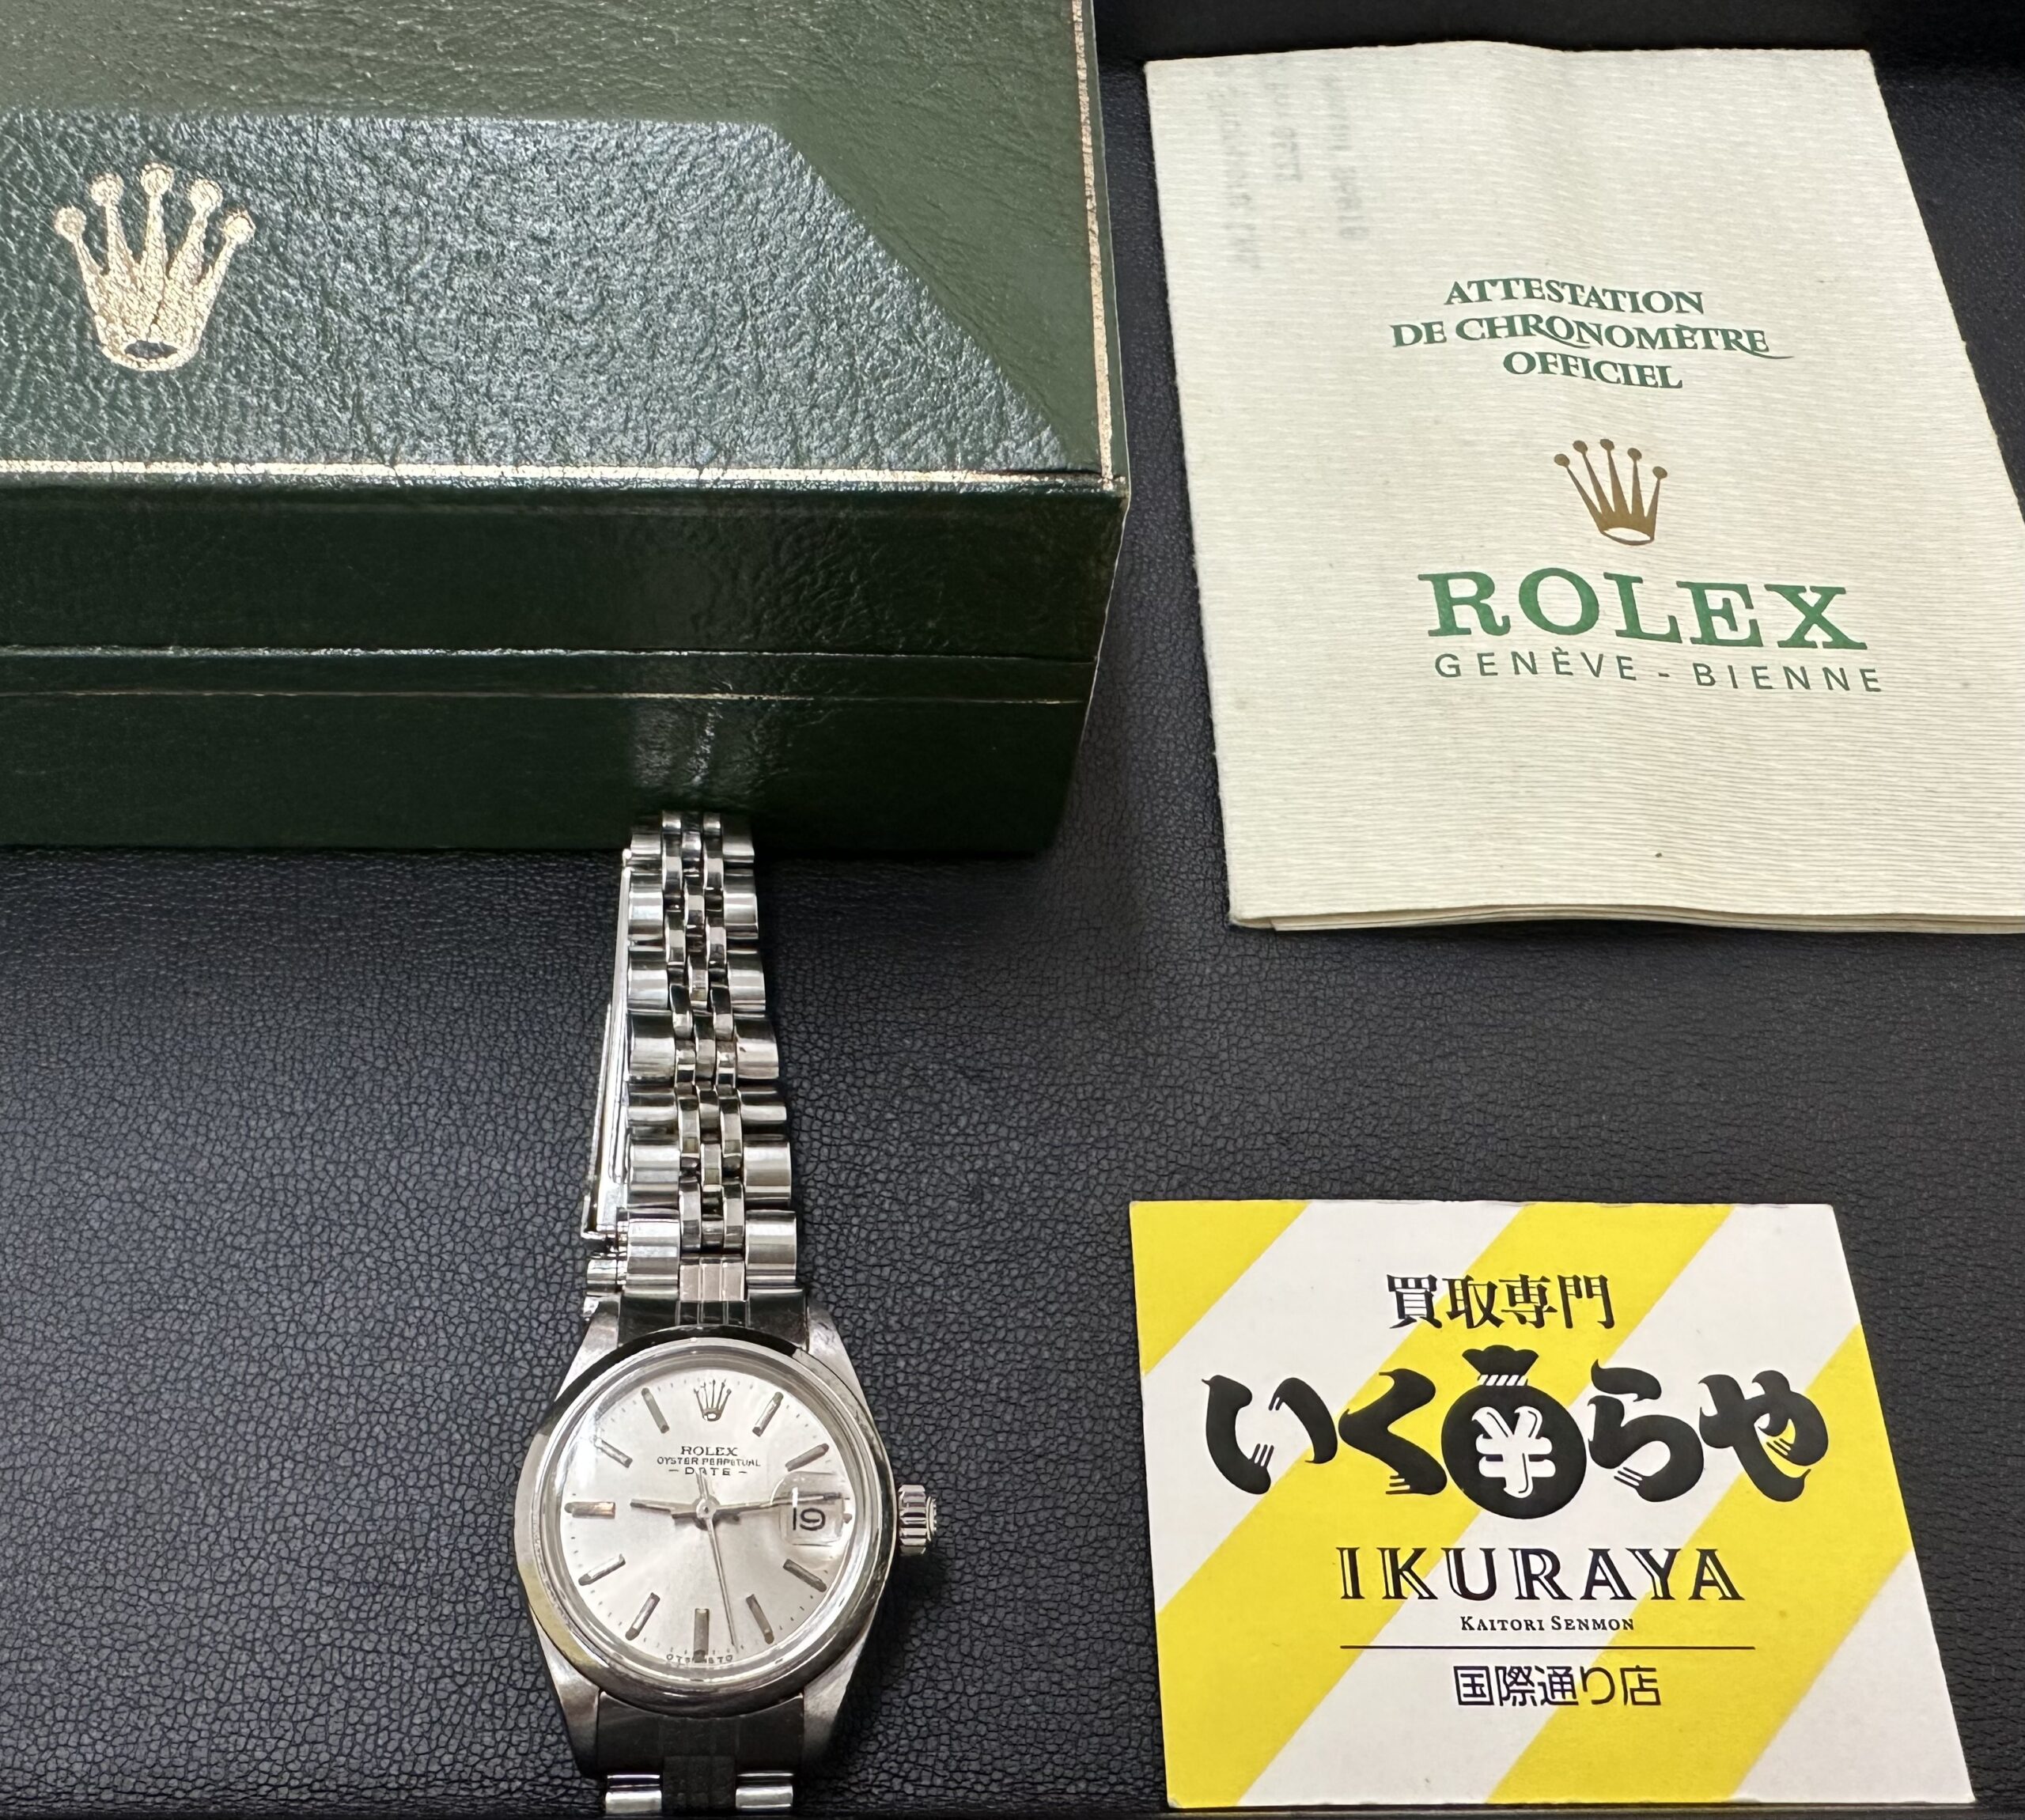 ATTESTATION
DE CHRONOMÈTRE
OFFICIEL
ROLEX
GENÈVE - BIENNE
ROLEX
OYSTER PERPETUAL
- DATE -
19
買取専門
いくらや
IKURAYA
KAITORI SENMON
国際通り店